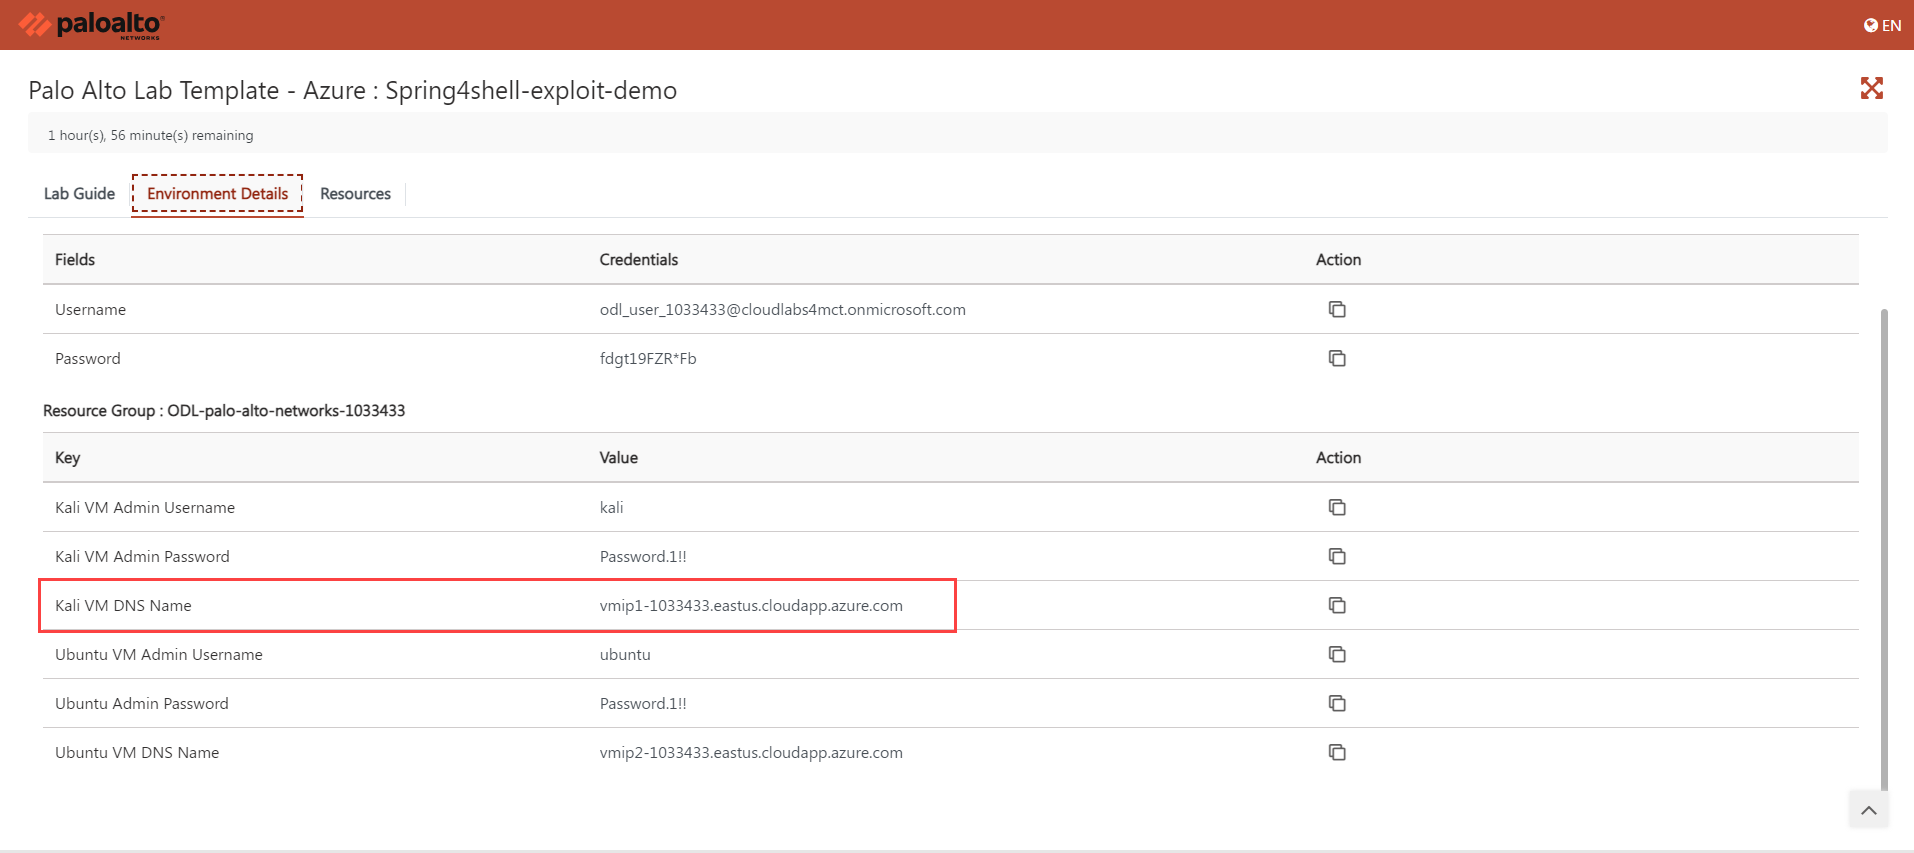 paloalto
NETWORKS
EN
Palo Alto Lab Template - Azure : Spring4shell-exploit-demo
1 hour(s), 56 minute(s) remaining
Lab Guide Environment Details Resources
Fields Credentials Action
Username odl_user_1033433@cloudlabs4mct.onmicrosoft.com
Password fdgt19FZR*Fb
Resource Group : ODL-palo-alto-networks-1033433
Key Value Action
Kali VM Admin Username kali
Kali VM Admin Password Password.1!!
Kali VM DNS Name vmip1-1033433.eastus.cloudapp.azure.com
Ubuntu VM Admin Username ubuntu
Ubuntu Admin Password Password.1!!
Ubuntu VM DNS Name vmip2-1033433.eastus.cloudapp.azure.com